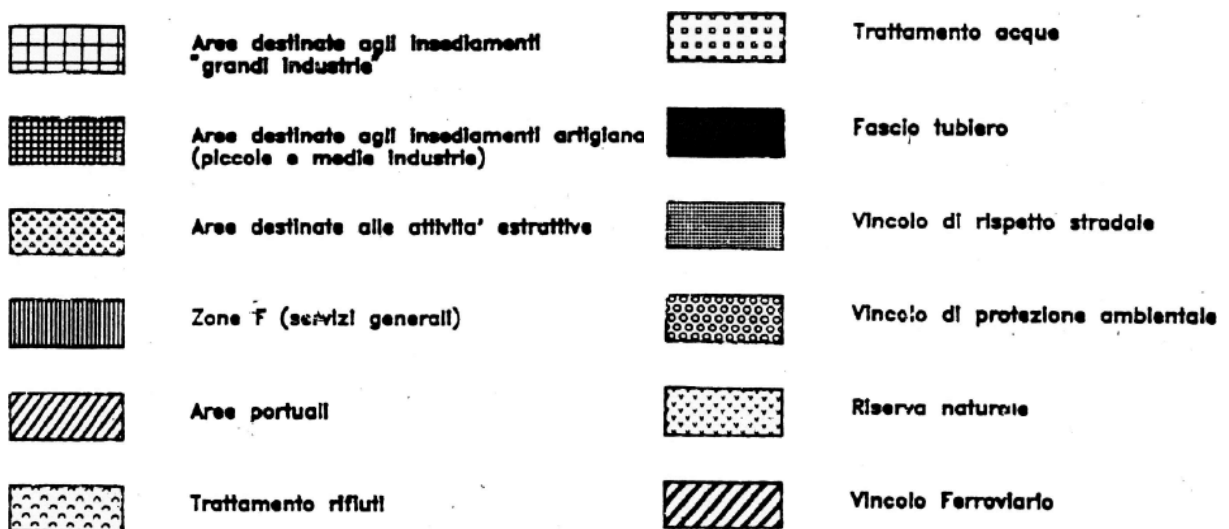 Aree destinate agli insediamenti
"grandi industrie"
Aree destinate agli insediamenti artigiana
(piccole e medie industrie)
Aree destinate alle attivita' estrattive
Zone F (servizi generali)
Aree portuali
Trattamento rifiuti
Trattamento acque
Fascio tubiero
Vincolo di rispetto stradale
Vincolo di protezione ambientale
Riserva naturale
Vincolo Ferroviario